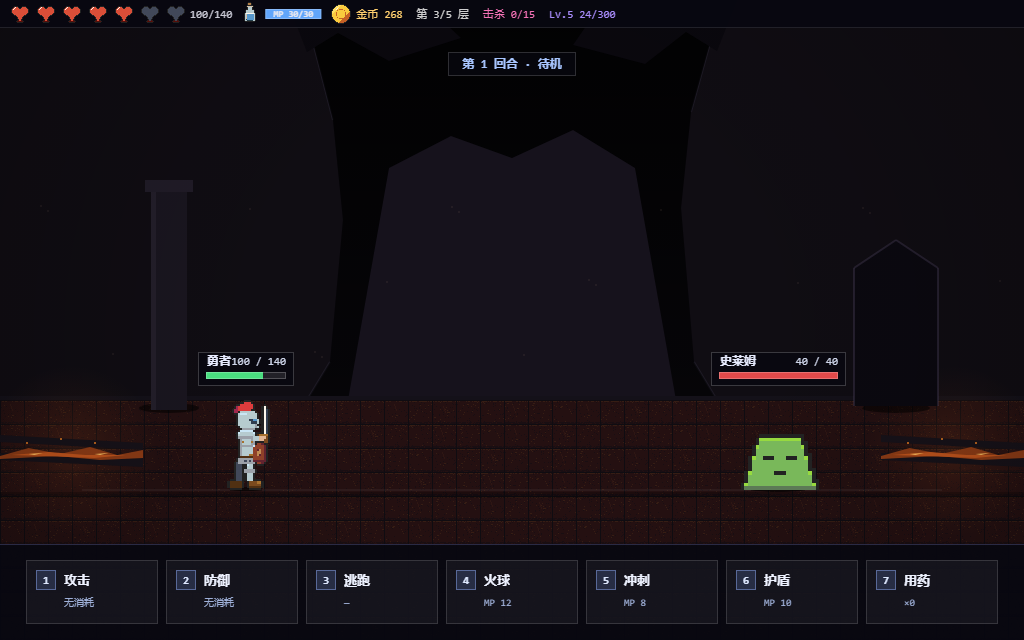 100/140 MP 30/30 金币 268 第 3/5 层 击杀 0/15 Lv.5 24/300
第 1 回合 · 待机
勇者100 / 140
史莱姆 40 / 40
1 攻击
无消耗
2 防御
无消耗
3 逃跑
—
4 火球
MP 12
5 冲刺
MP 8
6 护盾
MP 10
7 用药
×0